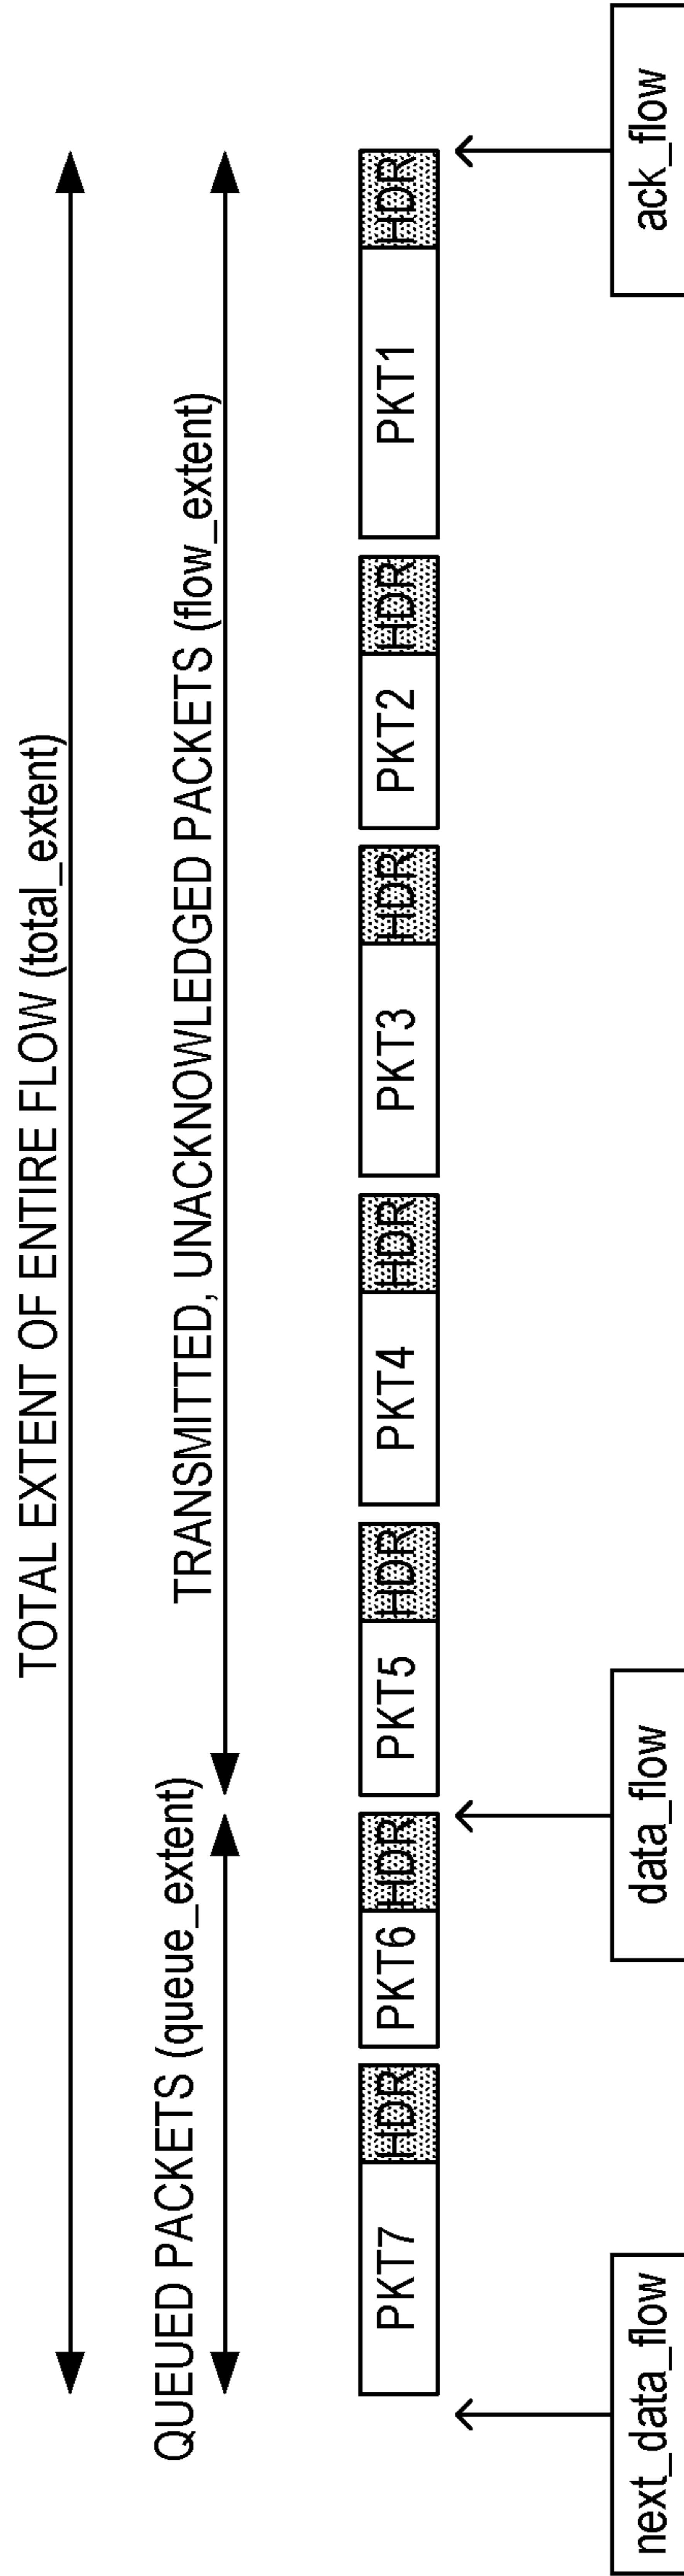 TOTAL EXTENT OF ENTIRE FLOW (total_extent)
QUEUED PACKETS (queue_extent)
TRANSMITTED, UNACKNOWLEDGED PACKETS (flow_extent)
PKT7 HDR PKT6 HDR PKT5 HDR PKT4 HDR PKT3 HDR PKT2 HDR PKT1 HDR
next_data_flow
data_flow
ack_flow